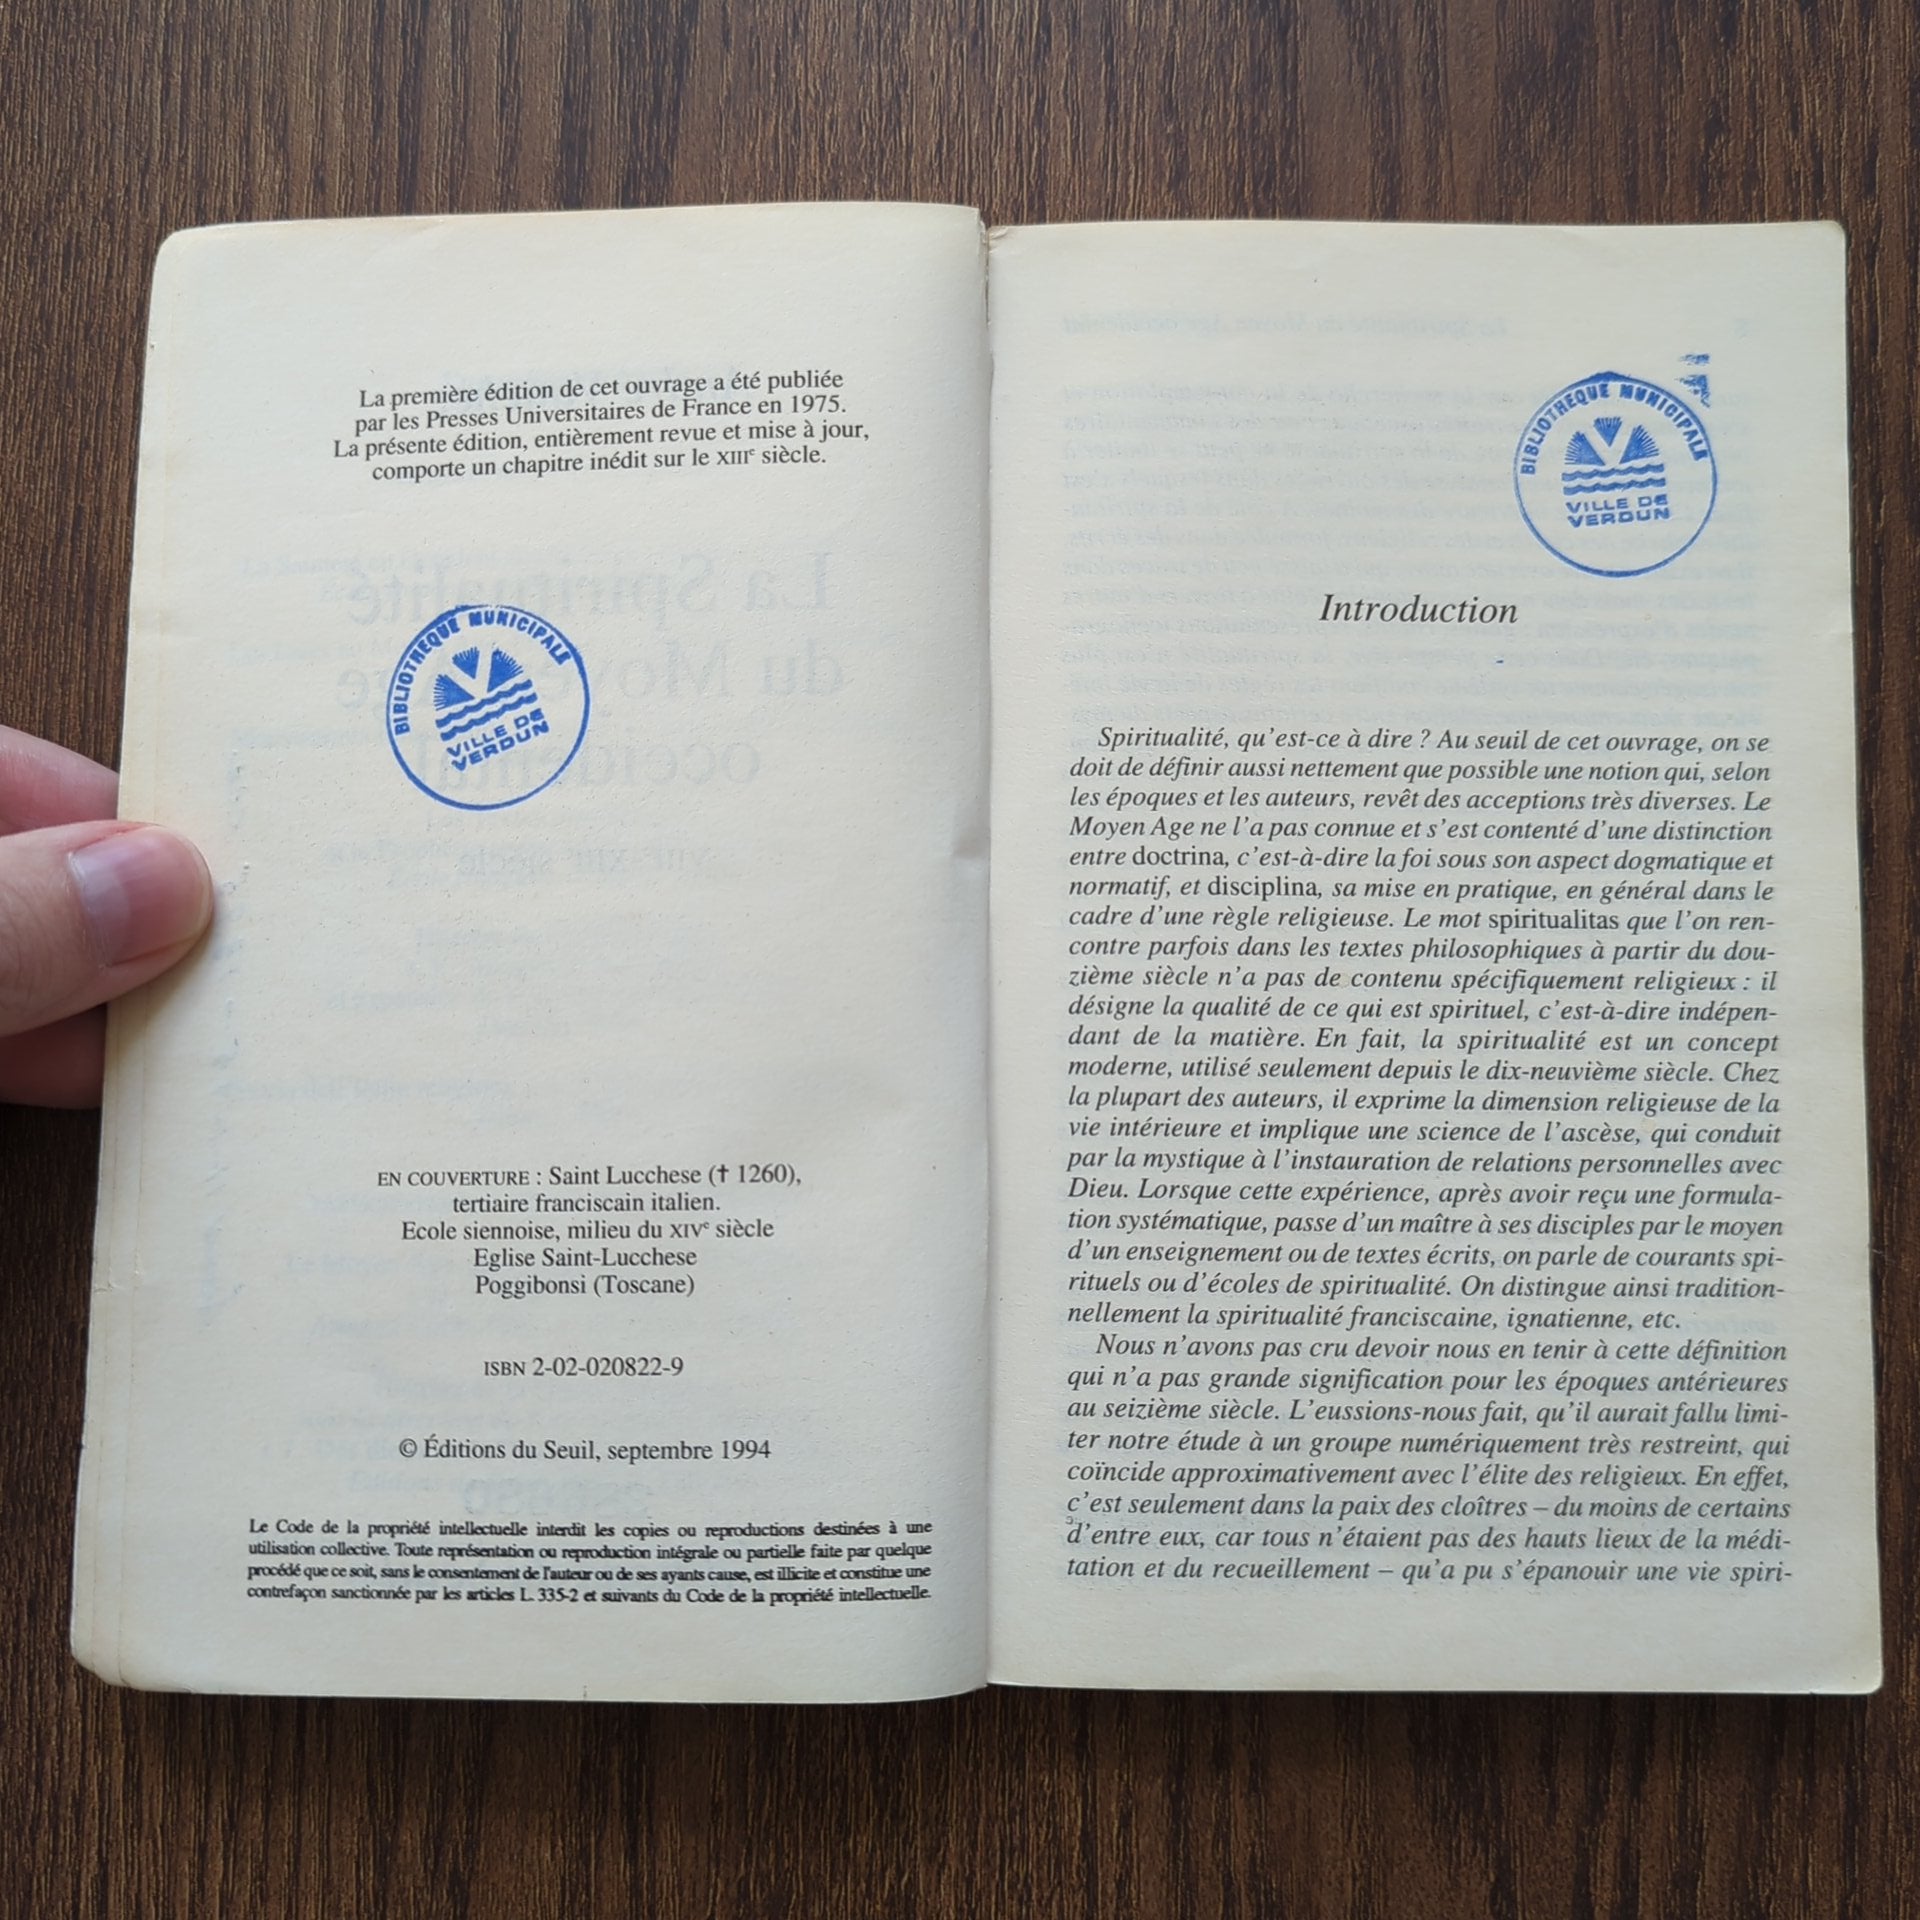 La première édition de cet ouvrage a été publiée
par les Presses Universitaires de France en 1975.
La présente édition, entièrement revue et mise à jour,
comporte un chapitre inédit sur le XIIIe siècle.
BIBLIOTHEQUE MUNICIPALE
VILLE DE
VERDUN
EN COUVERTURE : Saint Lucchese († 1260),
tertiaire franciscain italien.
Ecole siennoise, milieu du XIVe siècle
Eglise Saint-Lucchese
Poggibonsi (Toscane)
ISBN 2-02-020822-9
© Éditions du Seuil, septembre 1994
Le Code de la propriété intellectuelle interdit les copies ou reproductions destinées à une
utilisation collective. Toute représentation ou reproduction intégrale ou partielle faite par quelque
procédé que ce soit, sans le consentement de l'auteur ou de ses ayants cause, est illicite et constitue une
contrefaçon sanctionnée par les articles L. 335-2 et suivants du Code de la propriété intellectuelle.
BIBLIOTHEQUE MUNICIPALE
VILLE DE
VERDUN
Introduction
Spiritualité, qu'est-ce à dire ? Au seuil de cet ouvrage, on se
doit de définir aussi nettement que possible une notion qui, selon
les époques et les auteurs, revêt des acceptions très diverses. Le
Moyen Age ne l'a pas connue et s'est contenté d'une distinction
entre doctrina, c'est-à-dire la foi sous son aspect dogmatique et
normatif, et disciplina, sa mise en pratique, en général dans le
cadre d'une règle religieuse. Le mot spiritualitas que l'on ren-
contre parfois dans les textes philosophiques à partir du dou-
zième siècle n'a pas de contenu spécifiquement religieux : il
désigne la qualité de ce qui est spirituel, c'est-à-dire indépen-
dant de la matière. En fait, la spiritualité est un concept
moderne, utilisé seulement depuis le dix-neuvième siècle. Chez
la plupart des auteurs, il exprime la dimension religieuse de la
vie intérieure et implique une science de l'ascèse, qui conduit
par la mystique à l'instauration de relations personnelles avec
Dieu. Lorsque cette expérience, après avoir reçu une formula-
tion systématique, passe d'un maître à ses disciples par le moyen
d'un enseignement ou de textes écrits, on parle de courants spi-
rituels ou d'écoles de spiritualité. On distingue ainsi tradition-
nellement la spiritualité franciscaine, ignatienne, etc.
Nous n'avons pas cru devoir nous en tenir à cette définition
qui n'a pas grande signification pour les époques antérieures
au seizième siècle. L'eussions-nous fait, qu'il aurait fallu limi-
ter notre étude à un groupe numériquement très restreint, qui
coïncide approximativement avec l'élite des religieux. En effet,
c'est seulement dans la paix des cloîtres – du moins de certains
d'entre eux, car tous n'étaient pas des hauts lieux de la médi-
tation et du recueillement – qu'a pu s'épanouir une vie spiri-